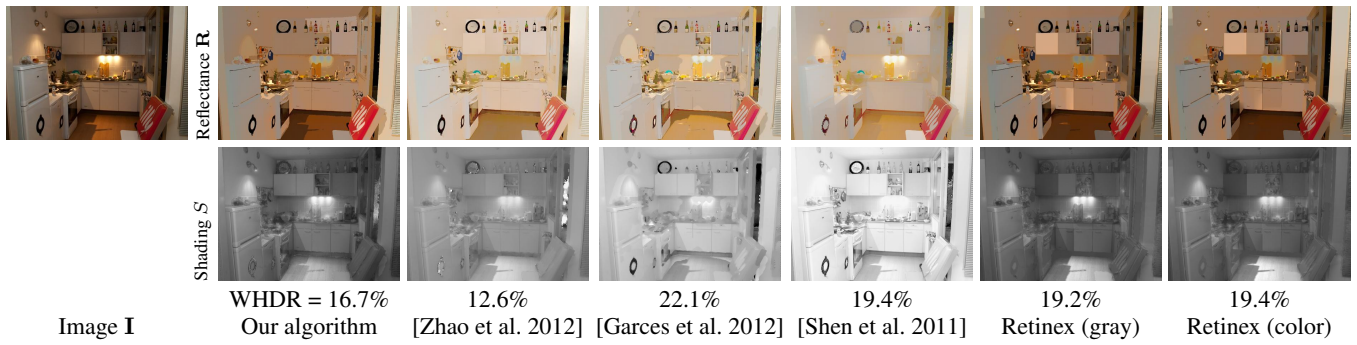 Reflectance R
Shading S
WHDR = 16.7% 12.6% 22.1% 19.4% 19.2% 19.4%
Image I Our algorithm [Zhao et al. 2012] [Garces et al. 2012] [Shen et al. 2011] Retinex (gray) Retinex (color)